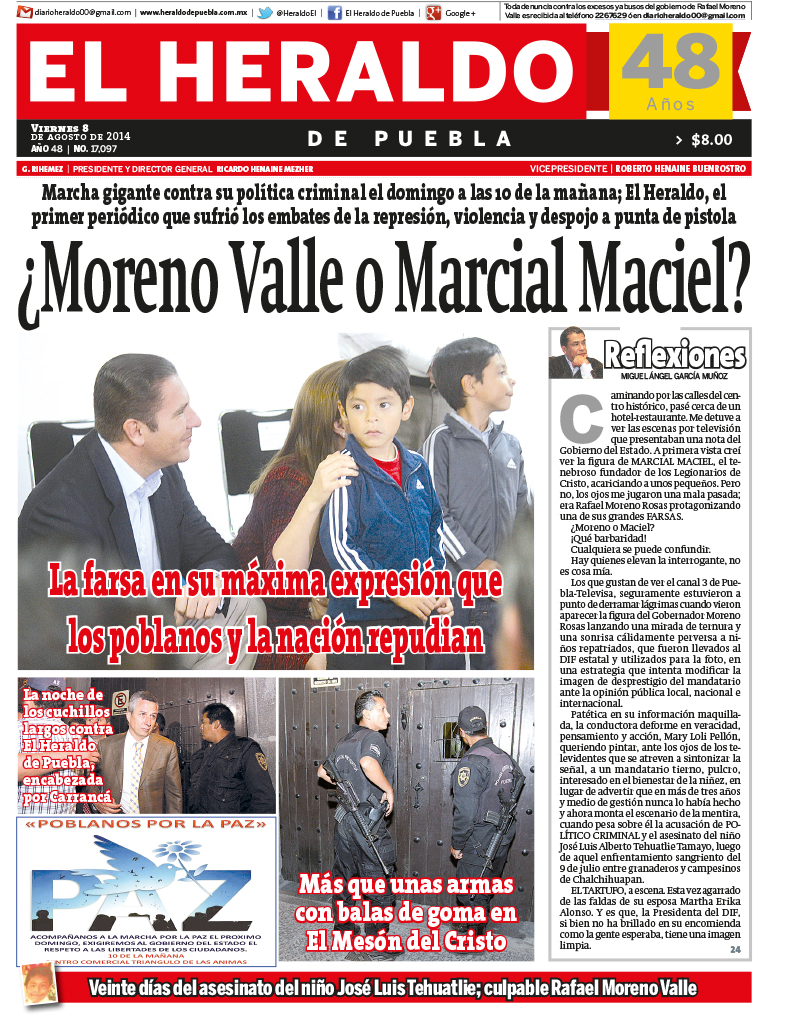 diarioheraldo00@gmail.com | www.heraldodepuebla.com.mx | @HeraldoEl | El Heraldo de Puebla | Google+
Toda denuncia contra los excesos y abusos del gobierno de Rafael Moreno
Valle es recibida al teléfono 2267629 ó en diarioheraldo00@gmail.com
EL HERALDO
48
Años
VIERNES 8
DE AGOSTO DE 2014
AÑO 48 | NO. 17,097
DE PUEBLA
> $8.00
G. RIHEMEZ | PRESIDENTE Y DIRECTOR GENERAL RICARDO HENAINE MEZHER
VICEPRESIDENTE | ROBERTO HENAINE BUENROSTRO
Marcha gigante contra su política criminal el domingo a las 10 de la mañana; El Heraldo, el
primer periódico que sufrió los embates de la represión, violencia y despojo a punta de pistola
¿Moreno Valle o Marcial Maciel?
La farsa en su máxima expresión que
los poblanos y la nación repudian
Reflexiones
MIGUEL ÁNGEL GARCÍA MUÑOZ
Caminando por las calles del cen-
tro histórico, pasé cerca de un
hotel-restaurante. Me detuve a
ver las escenas por televisión
que presentaban una nota del
Gobierno del Estado. A primera vista creí
ver la figura de MARCIAL MACIEL, el te-
nebroso fundador de los Legionarios de
Cristo, acariciando a unos pequeños. Pero
no, los ojos me jugaron una mala pasada;
era Rafael Moreno Rosas protagonizando
una de sus grandes FARSAS.
¿Moreno o Maciel?
¡Qué barbaridad!
Cualquiera se puede confundir.
Hay quienes elevan la interrogante, no
es cosa mía.
Los que gustan de ver el canal 3 de Pue-
bla-Televisa, seguramente estuvieron a
punto de derramar lágrimas cuando vieron
aparecer la figura del Gobernador Moreno
Rosas lanzando una mirada de ternura y
una sonrisa cálidamente perversa a ni-
ños repatriados, que fueron llevados al
DIF estatal y utilizados para la foto, en
una estrategia que intenta modificar la
imagen de desprestigio del mandatario
ante la opinión pública local, nacional e
internacional.
Patética en su información maquilla-
da, la conductora deforme en veracidad,
pensamiento y acción, Mary Loli Pellón,
queriendo pintar, ante los ojos de los te-
levidentes que se atreven a sintonizar la
señal, a un mandatario tierno, pulcro,
interesado en el bienestar de la niñez, en
lugar de advertir que en más de tres años
y medio de gestión nunca lo había hecho
y ahora monta el escenario de la mentira,
cuando pesa sobre él la acusación de PO-
LÍTICO CRIMINAL y el asesinato del niño
José Luis Alberto Tehuatlie Tamayo, luego
de aquel enfrentamiento sangriento del
9 de julio entre granaderos y campesinos
de Chalchihuapan.
EL TARTUFO, a escena. Esta vez agarrado
de las faldas de su esposa Martha Erika
Alonso. Y es que, la Presidenta del DIF,
si bien no ha brillado en su encomienda
como la gente esperaba, tiene una imagen
limpia.
24
La noche de
los cuchillos
largos contra
El Heraldo
de Puebla,
encabezada
por Carrancá
Más que unas armas
con balas de goma en
El Mesón del Cristo
«POBLANOS POR LA PAZ»
PAZ
ACOMPAÑANOS A LA MARCHA POR LA PAZ EL PROXIMO
DOMINGO, EXIGIREMOS AL GOBIERNO DEL ESTADO EL
RESPETO A LAS LIBERTADES DE LOS CIUDADANOS.
10 DE LA MAÑANA
CENTRO COMERCIAL TRIANGULO DE LAS ANIMAS
Veinte días del asesinato del niño José Luis Tehuatlie; culpable Rafael Moreno Valle